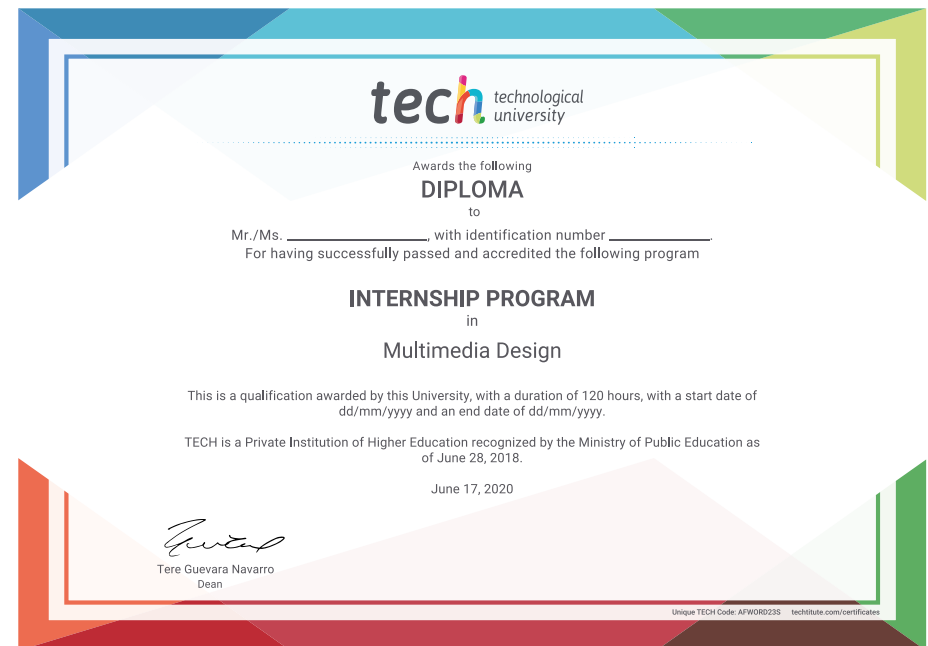 tech technological
university
Awards the following
DIPLOMA
to
Mr./Ms. ____________________, with identification number ______________.
For having successfully passed and accredited the following program
INTERNSHIP PROGRAM
in
Multimedia Design
This is a qualification awarded by this University, with a duration of 120 hours, with a start date of
dd/mm/yyyy and an end date of dd/mm/yyyy.
TECH is a Private Institution of Higher Education recognized by the Ministry of Public Education as
of June 28, 2018.
June 17, 2020
Tere Guevara Navarro
Dean
Unique TECH Code: AFWORD23S techtitute.com/certificates